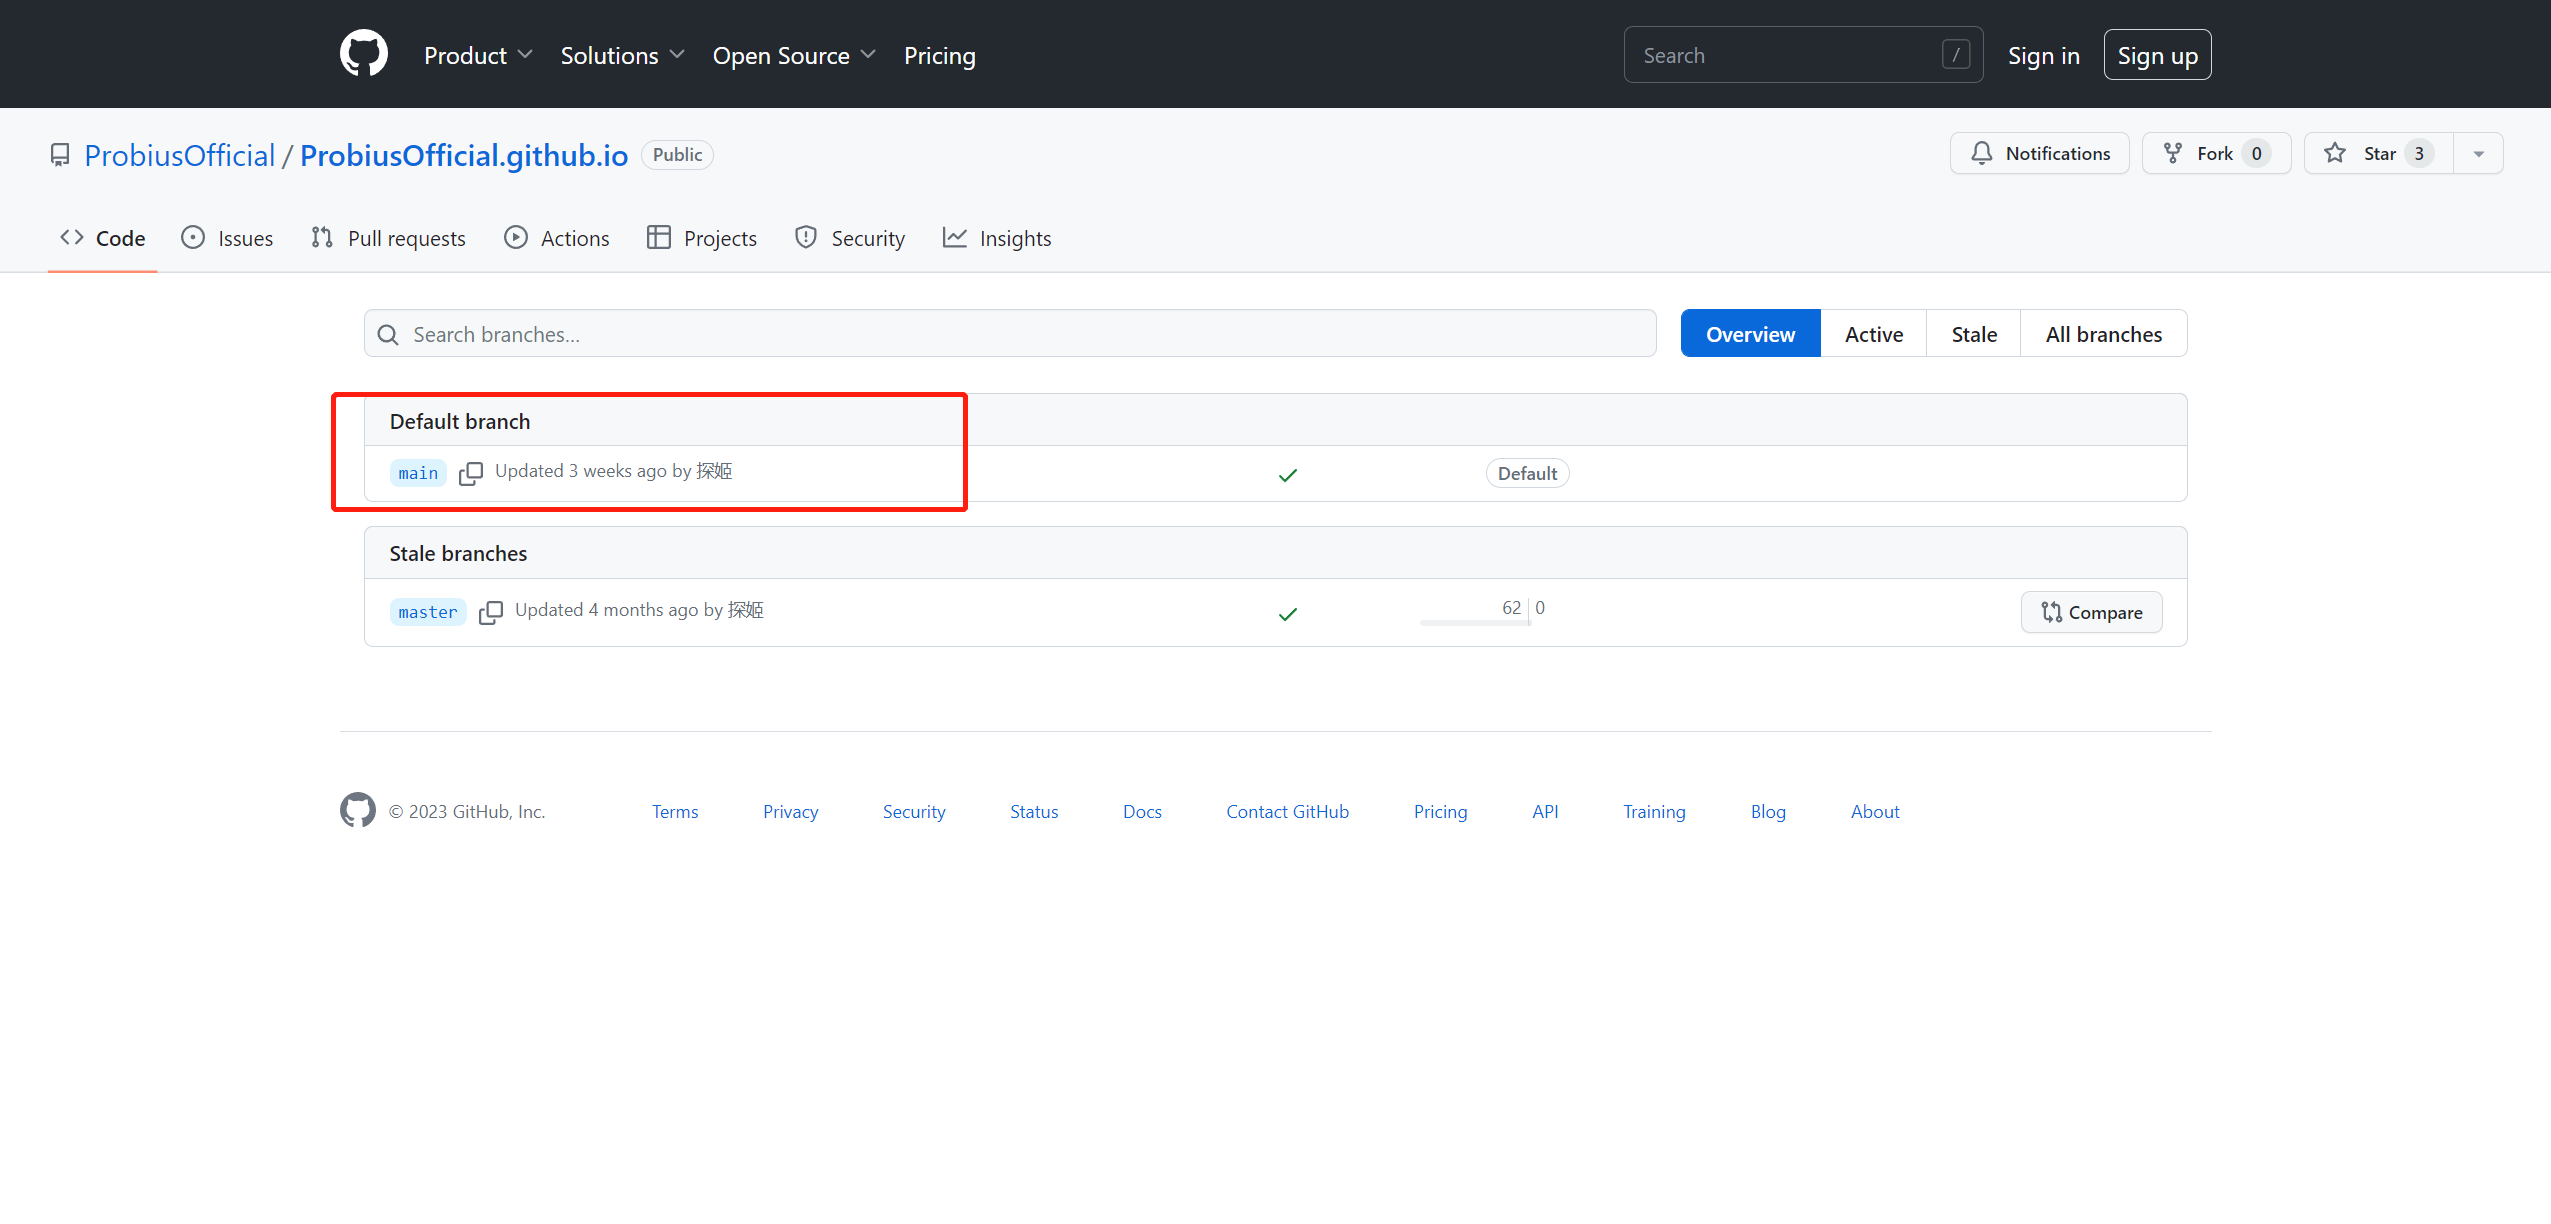 Product Solutions Open Source Pricing Search / Sign in Sign up
ProbiusOfficial / ProbiusOfficial.github.io Public Notifications Fork 0 Star 3
Code Issues Pull requests Actions Projects Security Insights
Search branches... Overview Active Stale All branches
Default branch
main Updated 3 weeks ago by 探姬 Default
Stale branches
master Updated 4 months ago by 探姬 62 0 Compare
© 2023 GitHub, Inc. Terms Privacy Security Status Docs Contact GitHub Pricing API Training Blog About